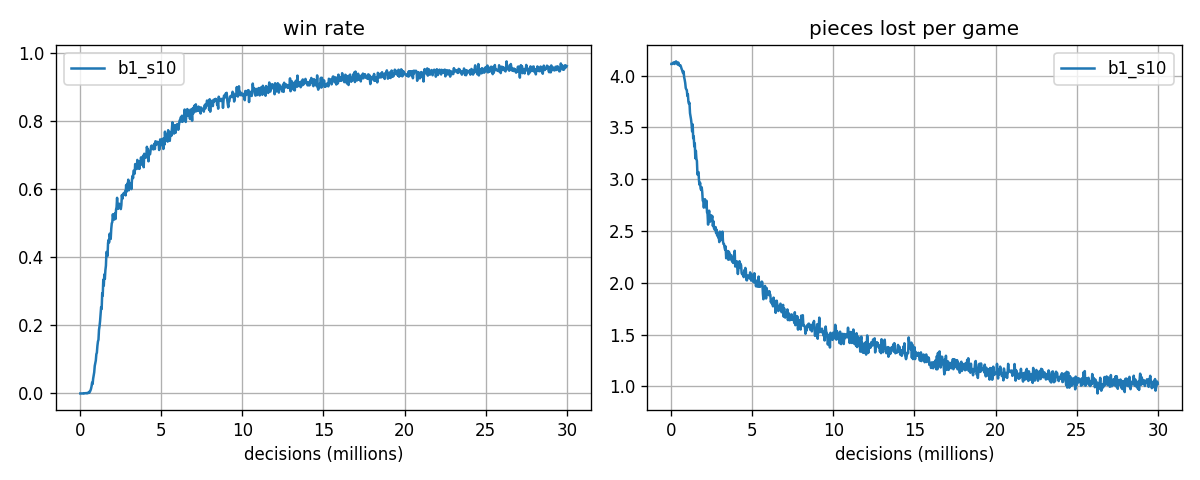 win rate
b1_s10
1.0
0.8
0.6
0.4
0.2
0.0
0 5 10 15 20 25 30
decisions (millions)
pieces lost per game
b1_s10
4.0
3.5
3.0
2.5
2.0
1.5
1.0
0 5 10 15 20 25 30
decisions (millions)